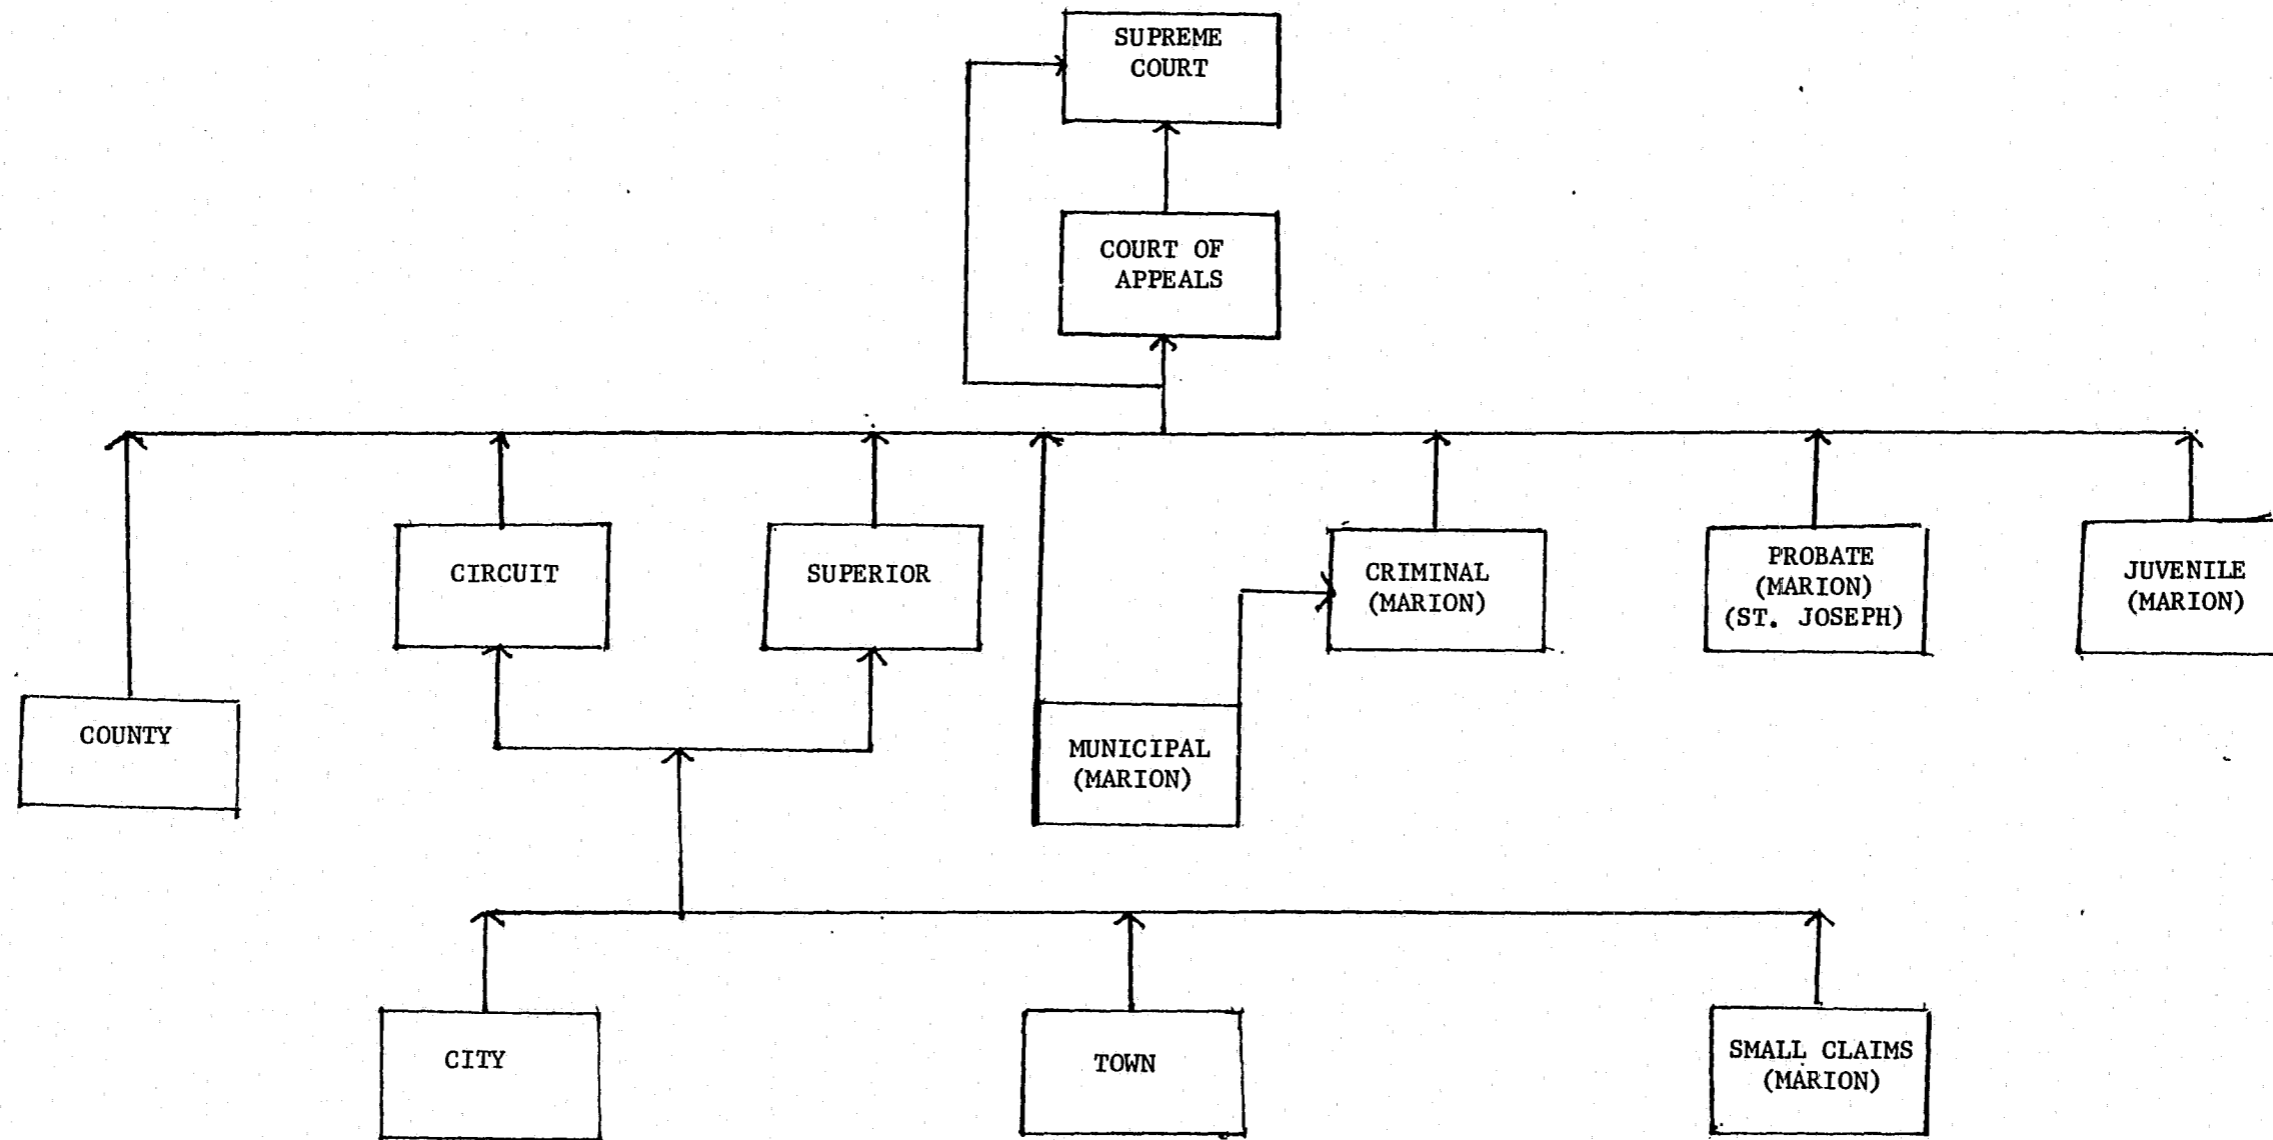 SUPREME
COURT
COURT OF
APPEALS
CIRCUIT
SUPERIOR
CRIMINAL
(MARION)
PROBATE
(MARION)
(ST. JOSEPH)
JUVENILE
(MARION)
COUNTY
MUNICIPAL
(MARION)
CITY
TOWN
SMALL CLAIMS
(MARION)